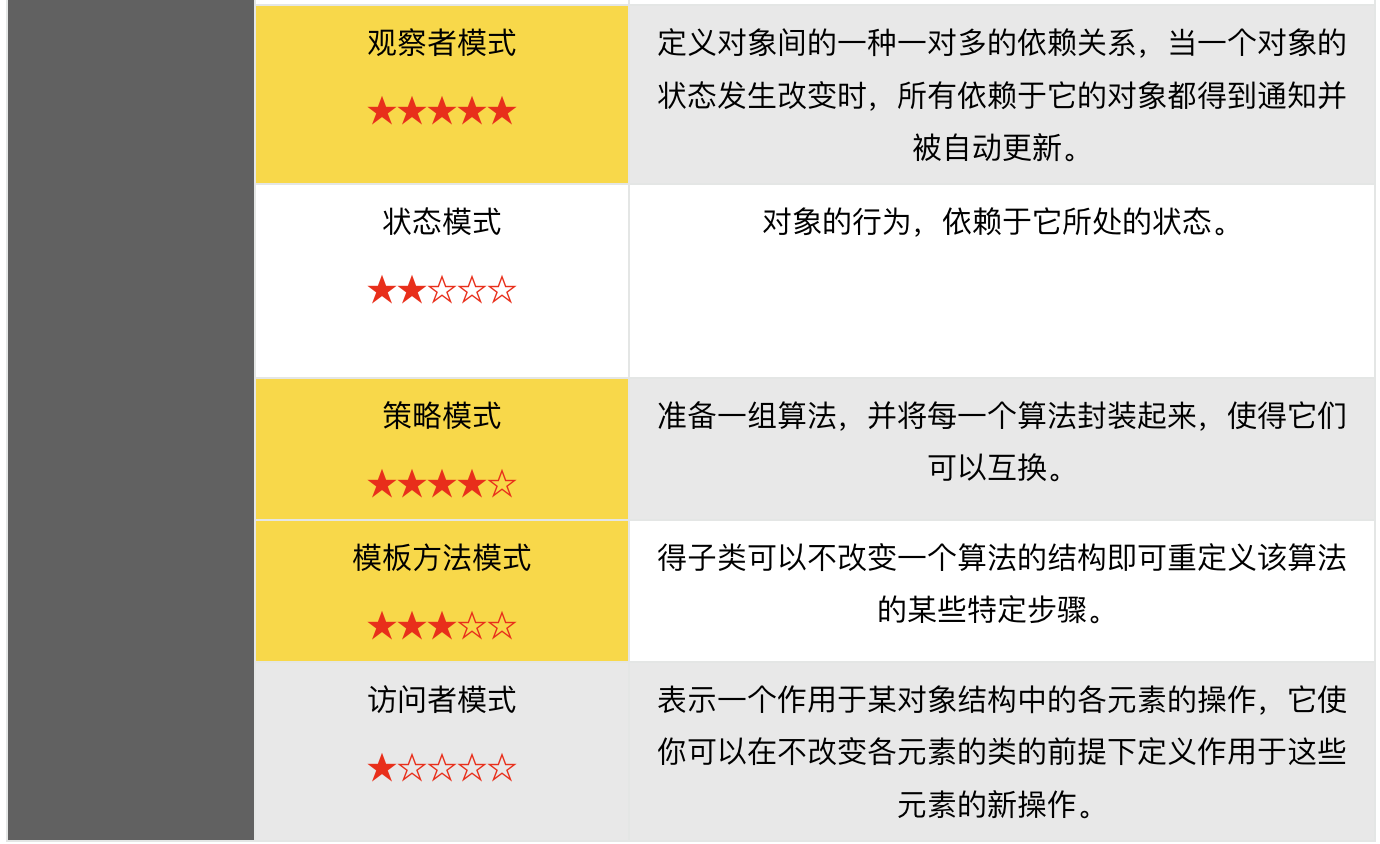 观察者模式
★★★★★
定义对象间的一种一对多的依赖关系，当一个对象的
状态发生改变时，所有依赖于它的对象都得到通知并
被自动更新。
状态模式
★★☆☆☆
对象的行为，依赖于它所处的状态。
策略模式
★★★★☆
准备一组算法，并将每一个算法封装起来，使得它们
可以互换。
模板方法模式
★★★☆☆
得子类可以不改变一个算法的结构即可重定义该算法
的某些特定步骤。
访问者模式
★☆☆☆☆
表示一个作用于某对象结构中的各元素的操作，它使
你可以在不改变各元素的类的前提下定义作用于这些
元素的新操作。